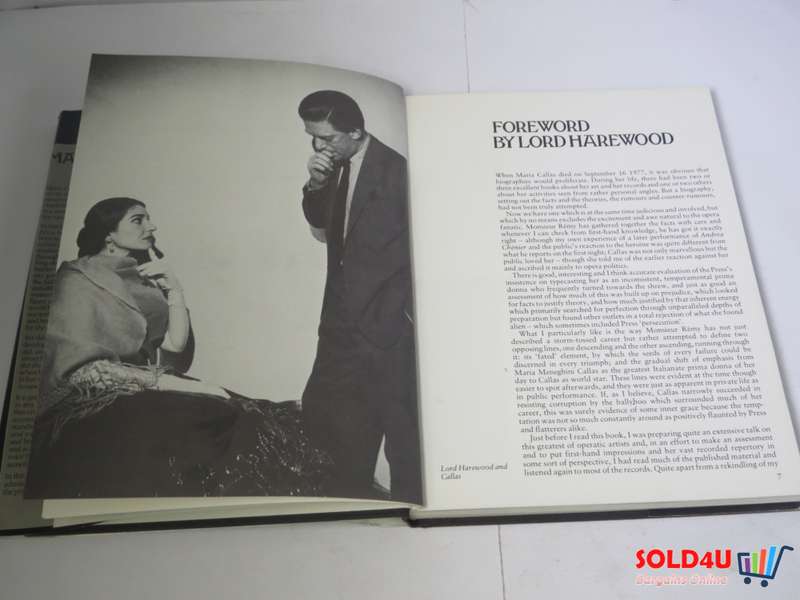 FOREWORD
BY LORD HAREWOOD
When Maria Callas died on September 16 1977, it was obvious that
biographies would proliferate. During her life, there had been two or
three excellent books about her art and her records and one or two others
about her activities seen from rather personal angles. But a biography,
setting out the facts and the theories, the rumours and counter-rumours,
had not been truly attempted.
Now we have one which is at the same time judicious and involved, but
which by no means excludes the excitement and awe natural to the opera
fanatic. Monsieur Rémy has gathered together the facts with care and
whenever I can check from first-hand knowledge, he has got it exactly
right – although my own experience of a later performance of Andrea
Chénier and the public's reaction to the heroine was quite different from
what he reports on the first night; Callas was not only marvellous but the
public loved her – though she told me of the earlier reaction against her
and ascribed it mainly to opera politics.
There is good, interesting and I think accurate evaluation of the Press's
insistence on typecasting her as an inconsistent, temperamental prima
donna who frequently turned towards the shrew, and just as good an
assessment of how much of this was built up on prejudice, which looked
for facts to justify theory, and how much justified by that inherent energy
which primarily searched for perfection through unparalleled depths of
preparation but found other outlets in a total rejection of what she found
alien – which sometimes included Press 'persecution'.
What I particularly like is the way Monsieur Rémy has not just
described a storm-tossed career but rather attempted to define two
opposing lines, one descending and the other ascending, running through
it: its 'fated' element, by which the seeds of every failure could be
discerned in every triumph; and the gradual shift of emphasis from
Maria Meneghini Callas as the greatest Italianate prima donna of her
day to Callas as world star. These lines were evident at the time though
easier to spot afterwards, and they were just as apparent in private life as
in public performance. If, as I believe, Callas narrowly succeeded in
resisting corruption by the ballyhoo which surrounded much of her
career, this was surely evidence of some inner grace because the temp-
tation was not so much constantly around as positively flaunted by Press
and flatterers alike.
Just before I read this book, I was preparing quite an extensive talk on
this greatest of operatic artists and, in an effort to make an assessment
and to put first-hand impressions and her vast recorded repertory in
some sort of perspective, I had read much of the published material and
listened again to most of the records. Quite apart from a rekindling of my
7
Lord Harewood and
Callas
SOLD4U
Bargains Online